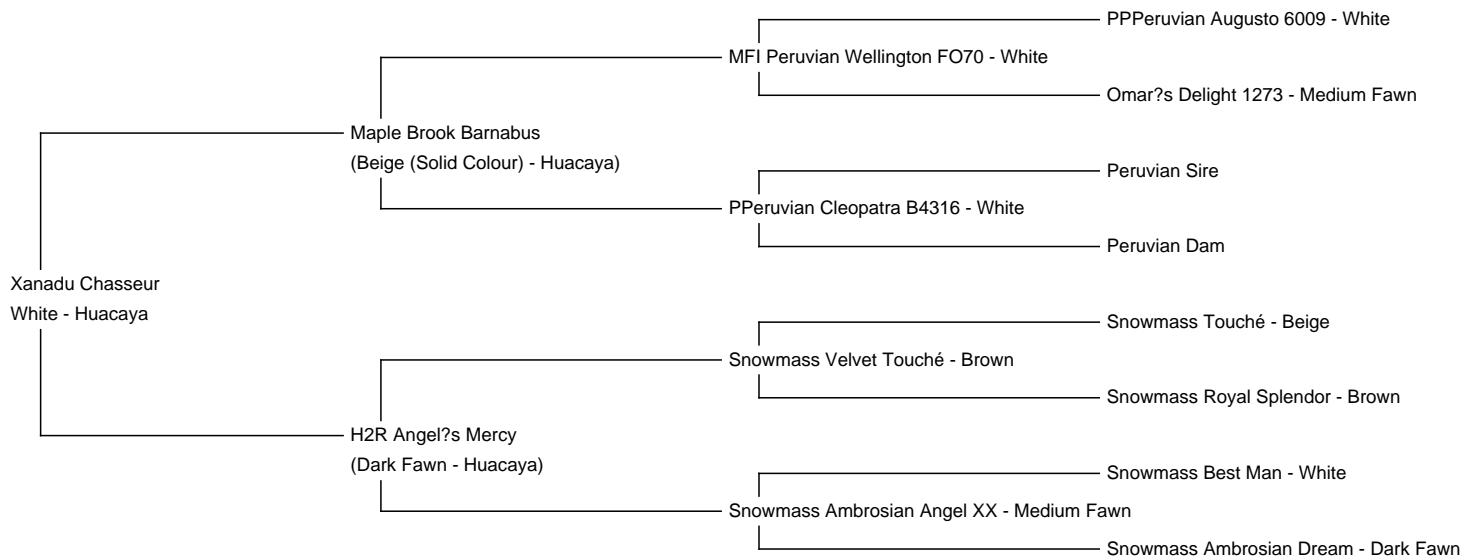 PPPeruvian Augusto 6009 - White
MFI Peruvian Wellington FO70 - White
Omar?s Delight 1273 - Medium Fawn
Maple Brook Barnabus
(Beige (Solid Colour) - Huacaya)
Peruvian Sire
PPeruvian Cleopatra B4316 - White
Peruvian Dam
Xanadu Chasseur
White - Huacaya
Snowmass Touché - Beige
Snowmass Velvet Touché - Brown
Snowmass Royal Splendor - Brown
H2R Angel?s Mercy
(Dark Fawn - Huacaya)
Snowmass Best Man - White
Snowmass Ambrosian Angel XX - Medium Fawn
Snowmass Ambrosian Dream - Dark Fawn